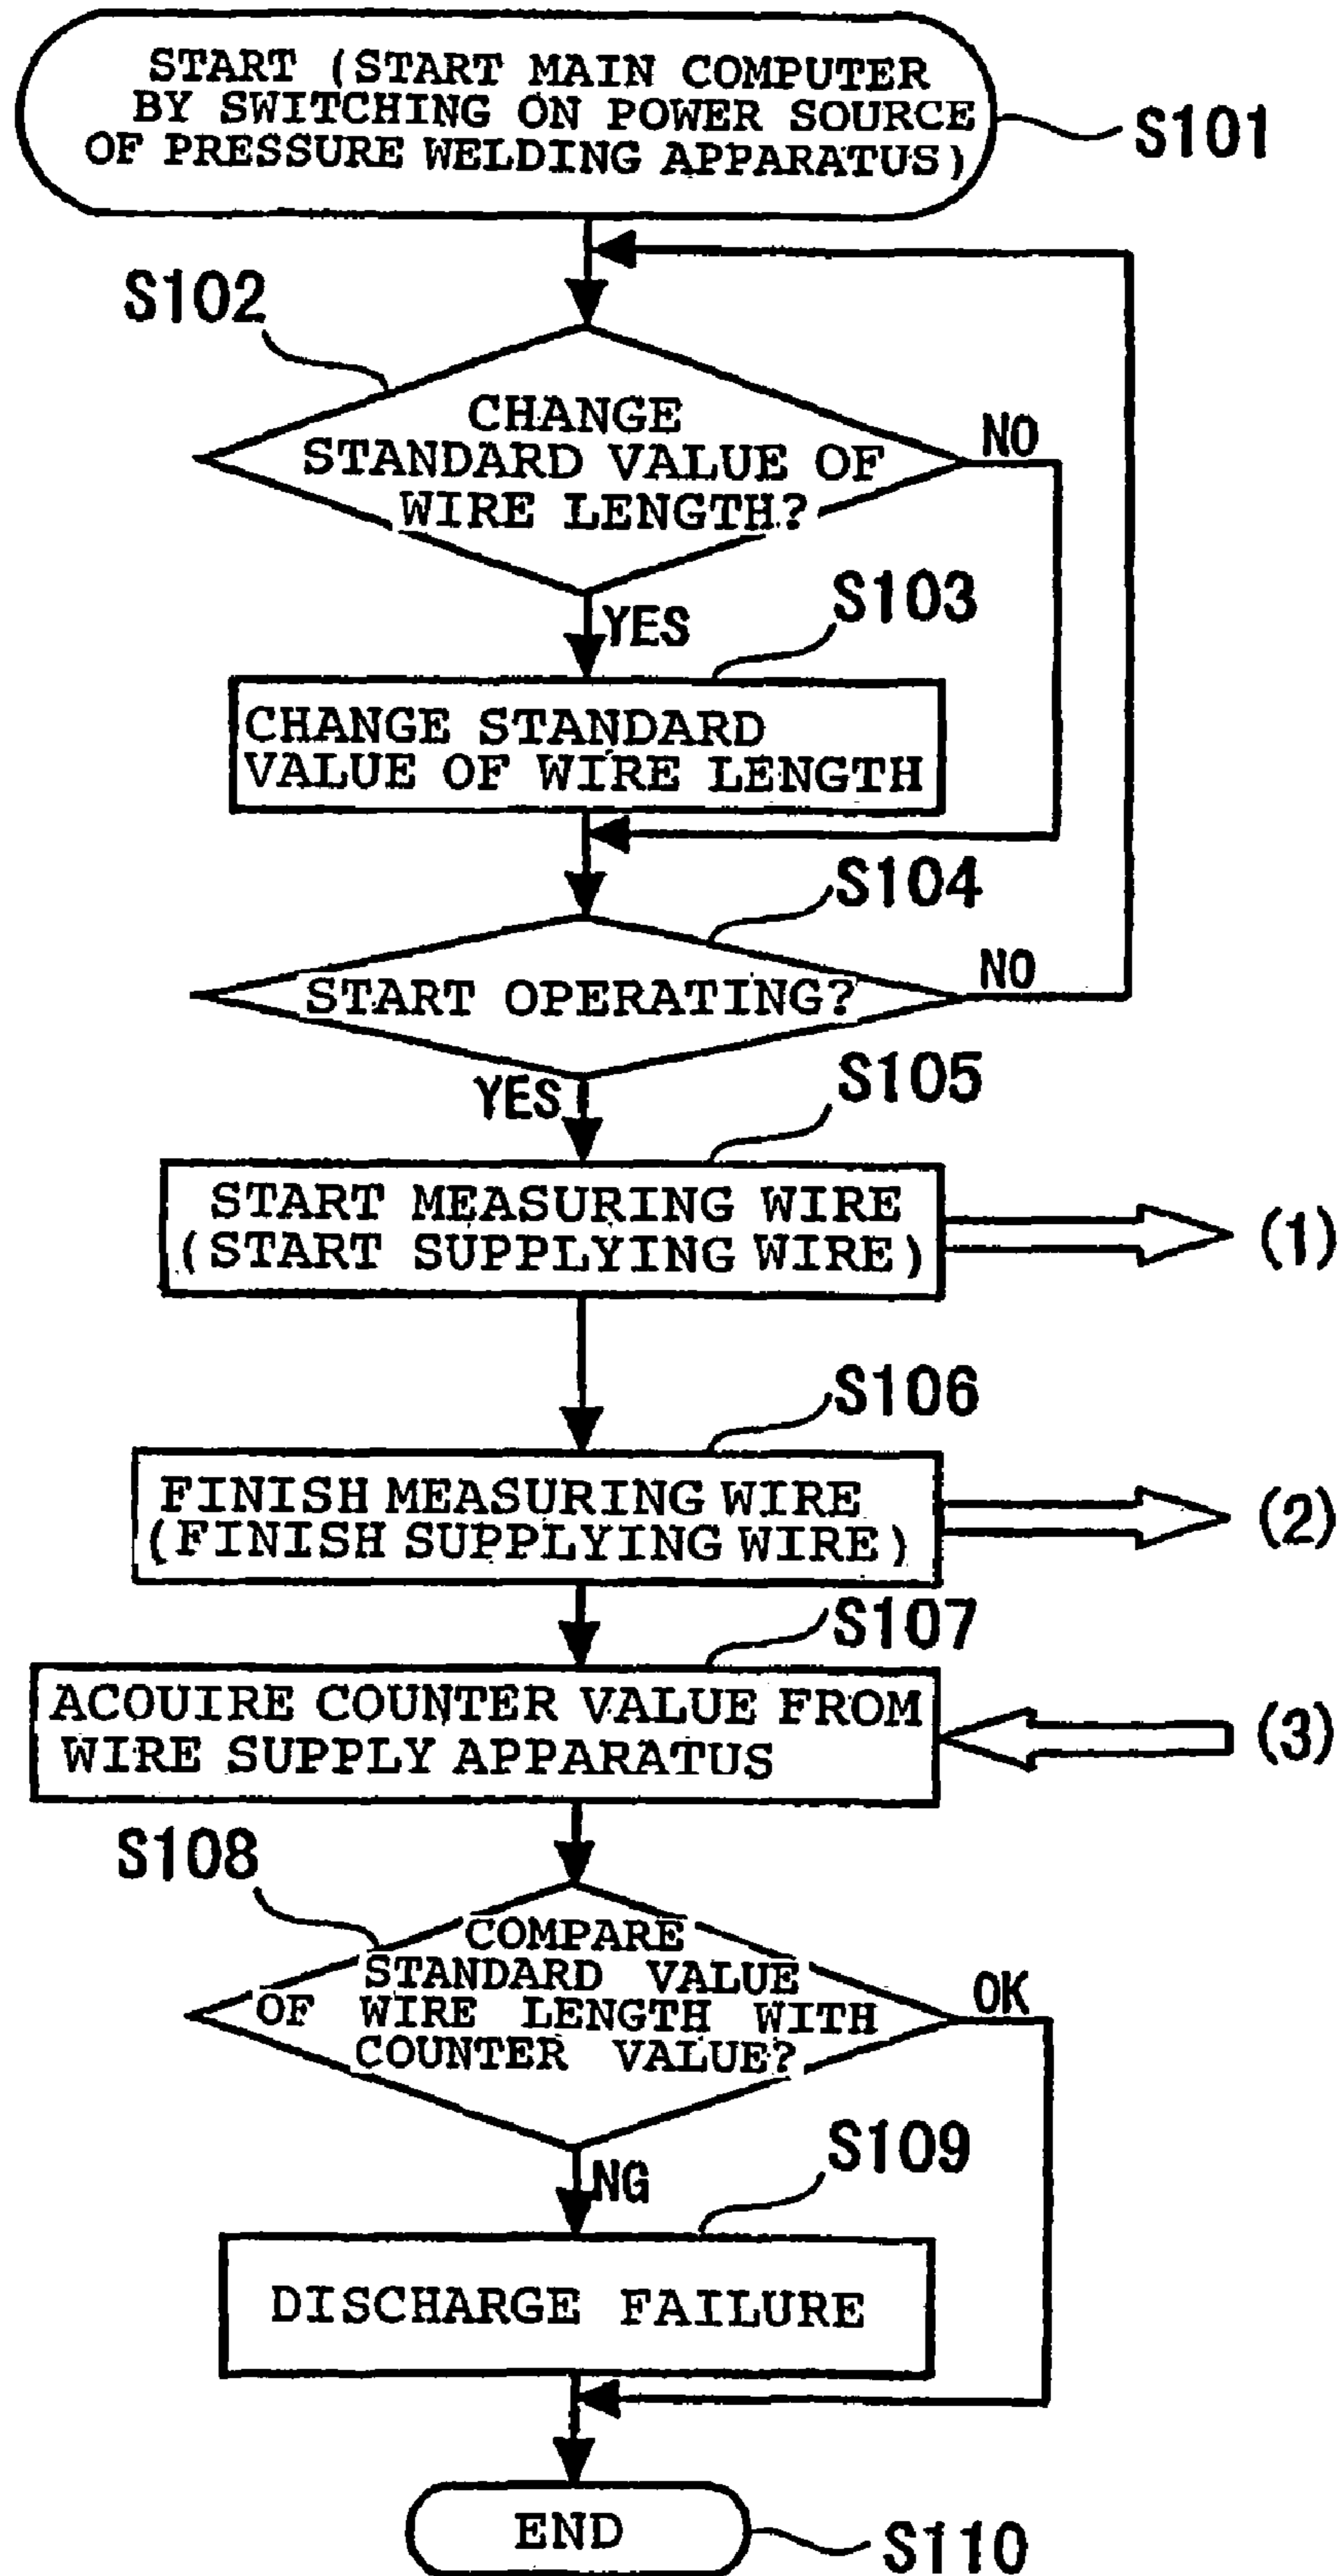 START (START MAIN COMPUTER
BY SWITCHING ON POWER SOURCE
OF PRESSURE WELDING APPARATUS)
S101
S102
CHANGE
STANDARD VALUE OF
WIRE LENGTH?
NO
YES
S103
CHANGE STANDARD
VALUE OF WIRE LENGTH
S104
START OPERATING?
NO
YES
S105
START MEASURING WIRE
(START SUPPLYING WIRE)
(1)
S106
FINISH MEASURING WIRE
(FINISH SUPPLYING WIRE)
(2)
S107
ACOUIRE COUNTER VALUE FROM
WIRE SUPPLY APPARATUS
(3)
S108
COMPARE
STANDARD VALUE
OF WIRE LENGTH WITH
COUNTER VALUE?
OK
NG
S109
DISCHARGE FAILURE
END
S110